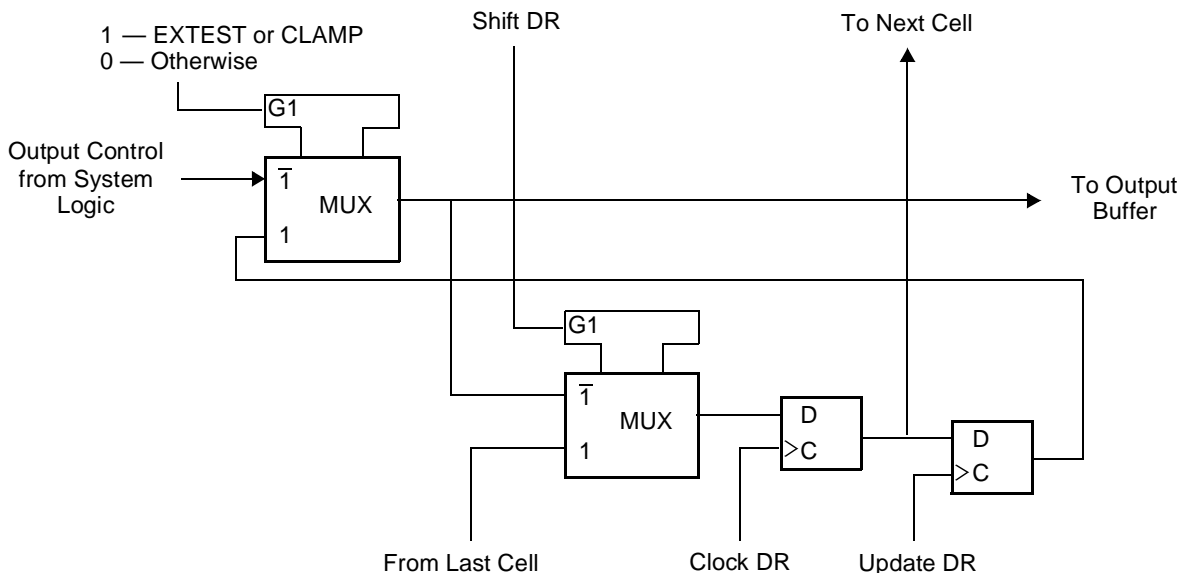 Shift DR
To Next Cell
1 — EXTEST or CLAMP
0 — Otherwise
G1
Output Control
from System
Logic
1̅
MUX
1
To Output
Buffer
G1
1̅
MUX
1
D
C
D
C
From Last Cell
Clock DR
Update DR